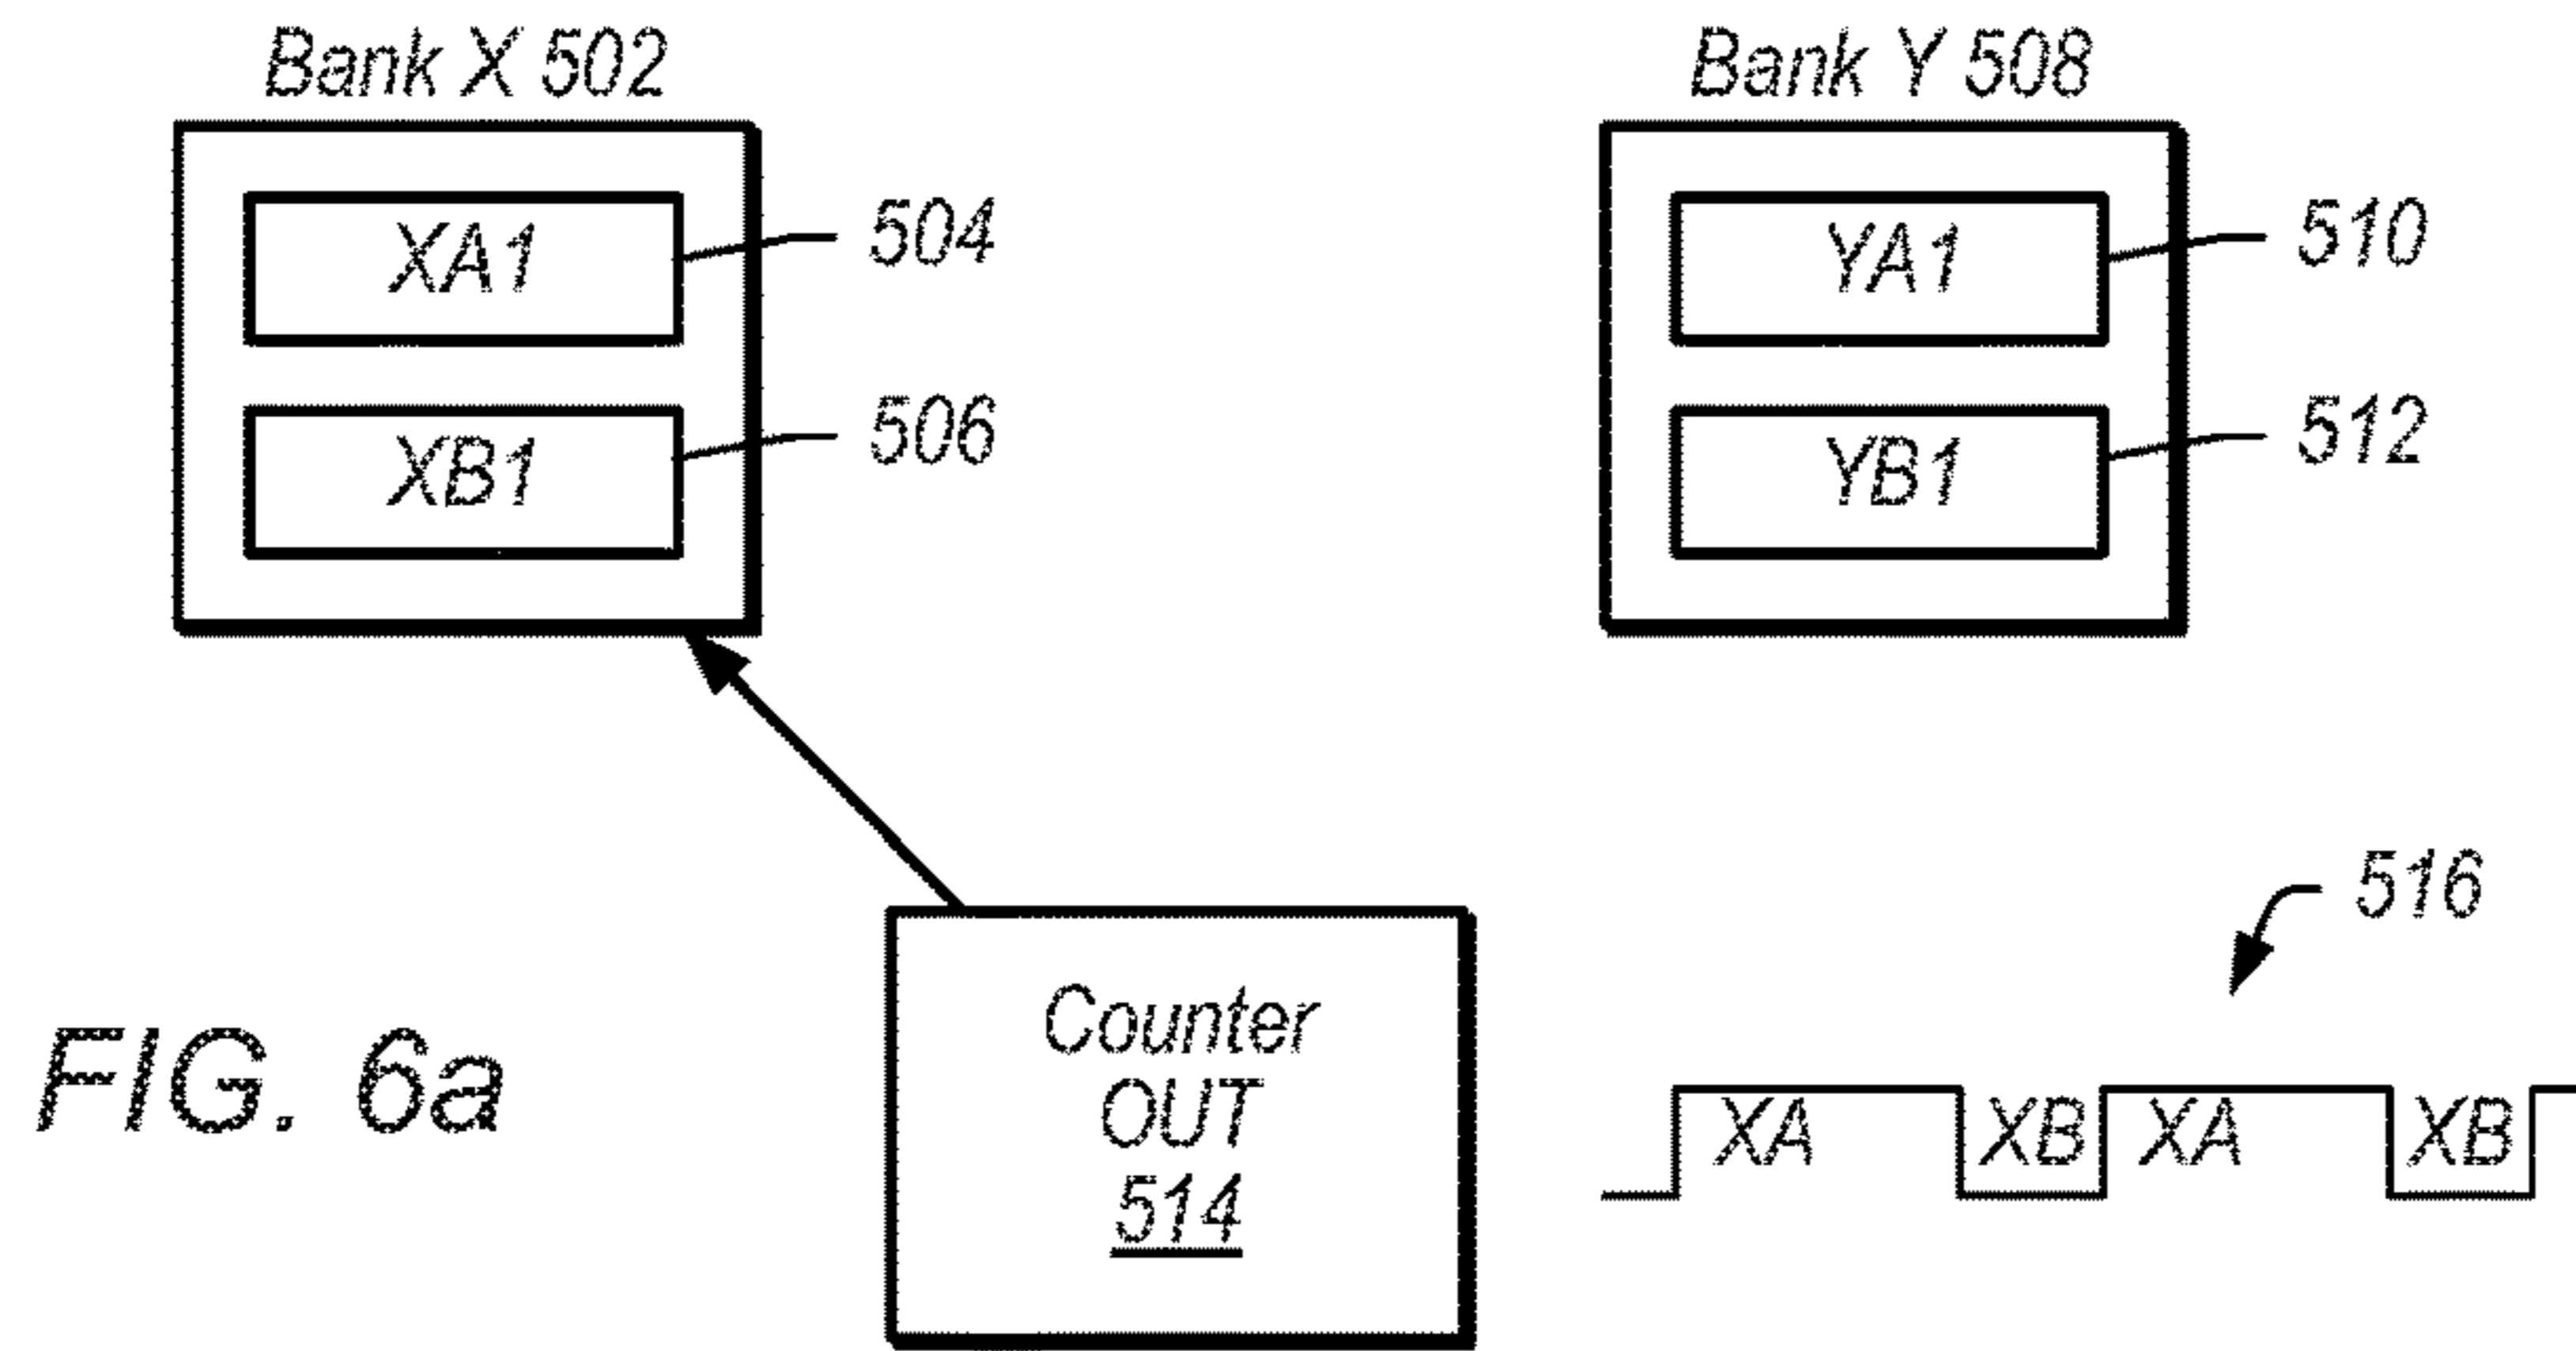 Bank X 502
Bank Y 508
XA1
504
YA1
510
XB1
506
YB1
512
516
Counter
OUT
514
XA
XB
XA
XB
FIG. 6a